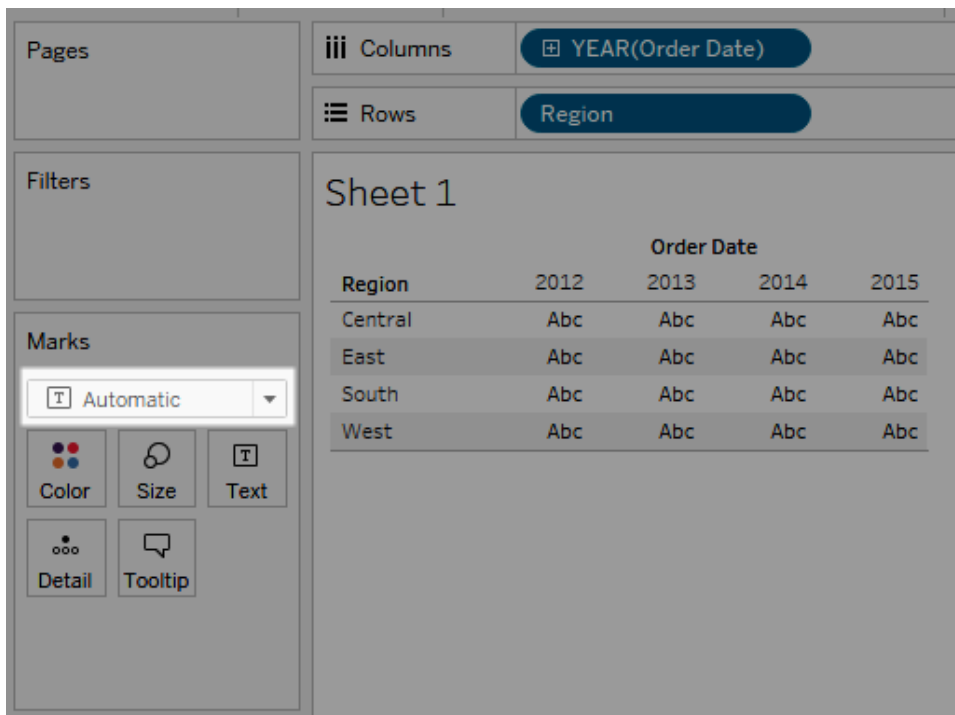 Pages
iii Columns
YEAR(Order Date)
Rows
Region
Filters
Sheet 1
Order Date
Region 2012 2013 2014 2015
Central Abc Abc Abc Abc
East Abc Abc Abc Abc
South Abc Abc Abc Abc
West Abc Abc Abc Abc
Marks
T Automatic
Color Size T Text
Detail Tooltip